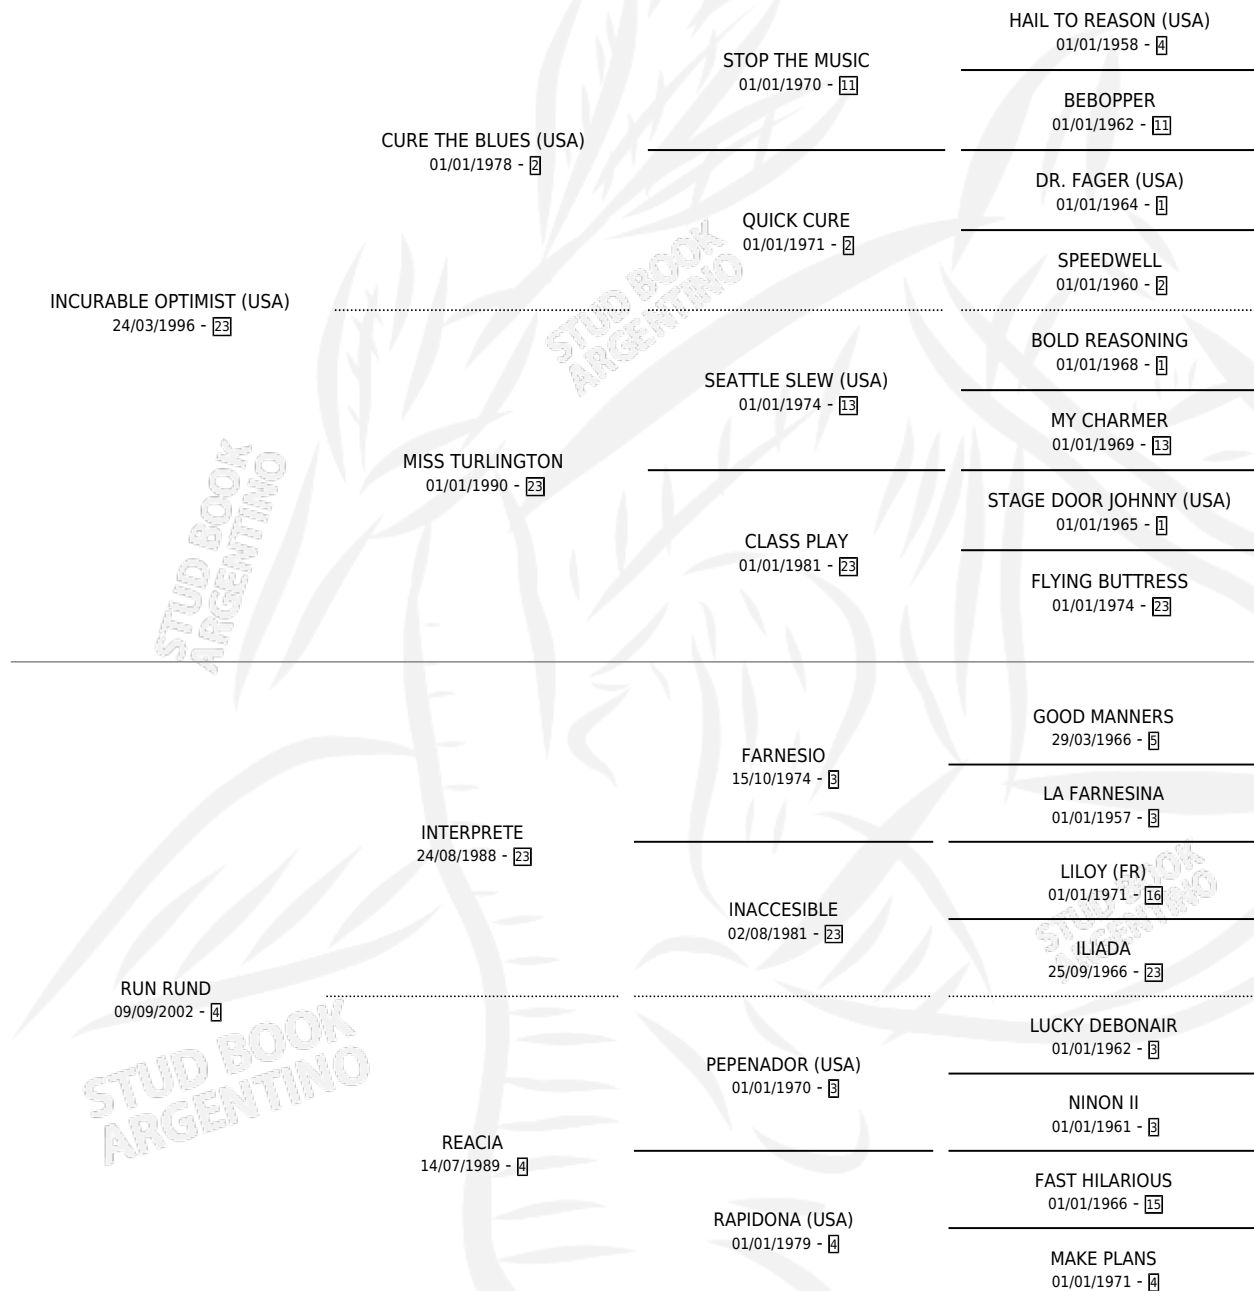 HAIL TO REASON (USA)
01/01/1958 - 4
STOP THE MUSIC
01/01/1970 - 11
BEBOPPER
01/01/1962 - 11
CURE THE BLUES (USA)
01/01/1978 - 2
DR. FAGER (USA)
01/01/1964 - 1
QUICK CURE
01/01/1971 - 2
SPEEDWELL
01/01/1960 - 2
INCURABLE OPTIMIST (USA)
24/03/1996 - 23
BOLD REASONING
01/01/1968 - 1
SEATTLE SLEW (USA)
01/01/1974 - 13
MY CHARMER
01/01/1969 - 13
MISS TURLINGTON
01/01/1990 - 23
STAGE DOOR JOHNNY (USA)
01/01/1965 - 1
CLASS PLAY
01/01/1981 - 23
FLYING BUTTRESS
01/01/1974 - 23
GOOD MANNERS
29/03/1966 - 5
FARNESIO
15/10/1974 - 3
LA FARNESINA
01/01/1957 - 3
INTERPRETE
24/08/1988 - 23
LILOY (FR)
01/01/1971 - 16
INACCESIBLE
02/08/1981 - 23
ILIADA
25/09/1966 - 23
RUN RUND
09/09/2002 - 4
LUCKY DEBONAIR
01/01/1962 - 3
PEPENADOR (USA)
01/01/1970 - 3
NINON II
01/01/1961 - 3
REACIA
14/07/1989 - 4
FAST HILARIOUS
01/01/1966 - 15
RAPIDONA (USA)
01/01/1979 - 4
MAKE PLANS
01/01/1971 - 4
STUD BOOK
ARGENTINO
STUD BOOK
ARGENTINO
STUD BOOK
ARGENTINO
STUD BOOK
ARGENTINO